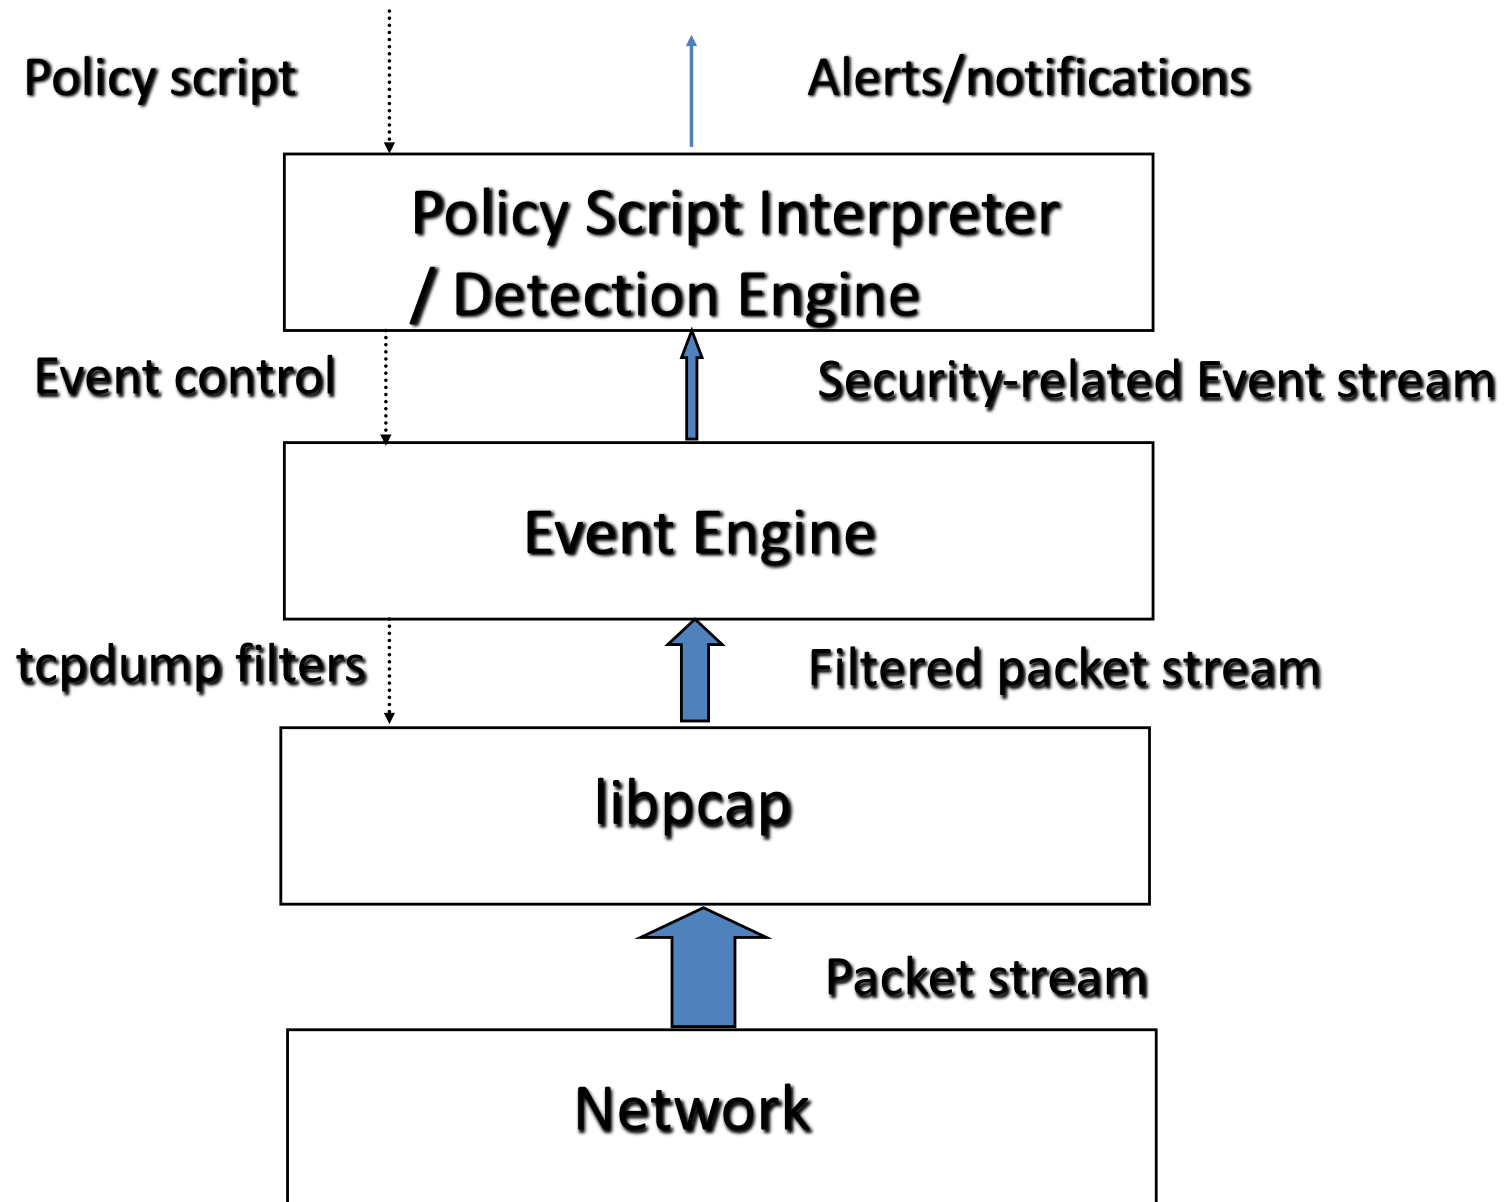 Policy script
Alerts/notifications
Policy Script Interpreter
/ Detection Engine
Event control
Security-related Event stream
Event Engine
tcpdump filters
Filtered packet stream
libpcap
Packet stream
Network